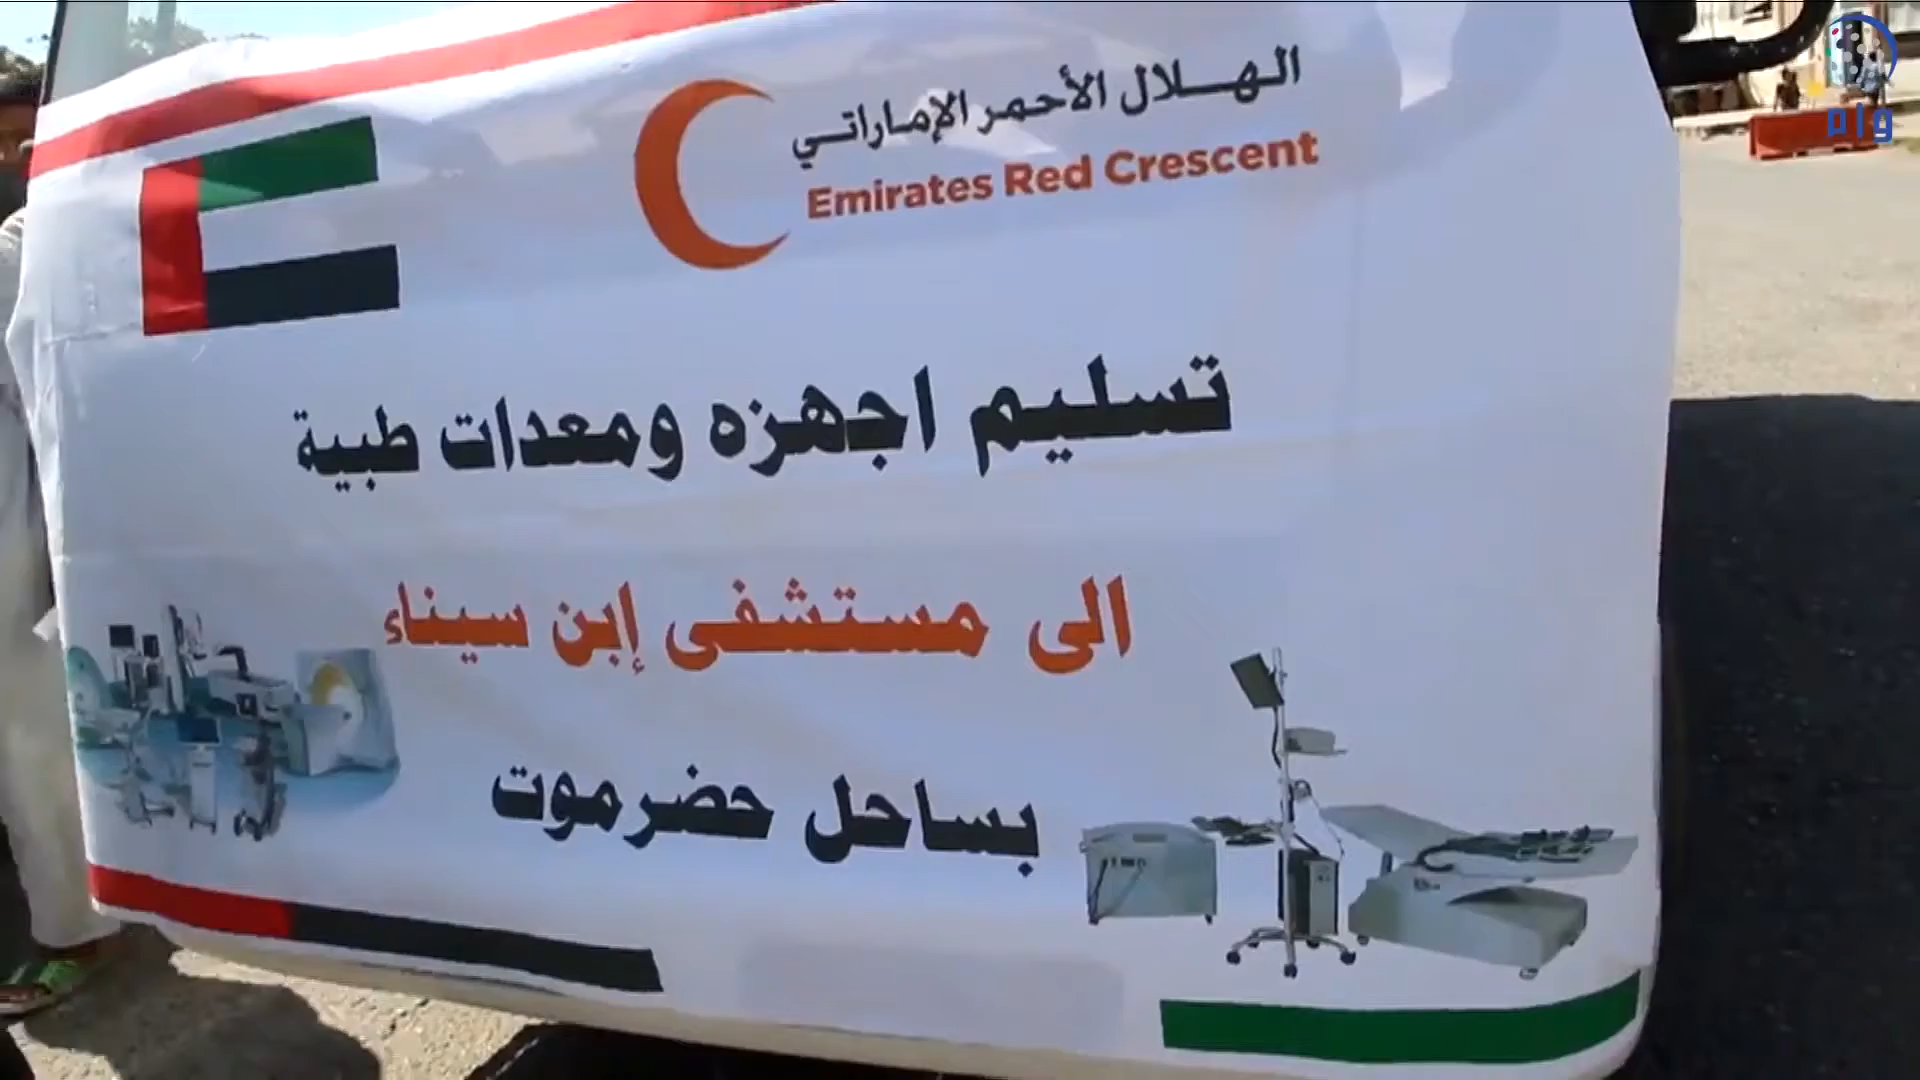 الهلال الأحمر الإماراتي
Emirates Red Crescent
تسليم اجهزه ومعدات طبية
الى مستشفى إبن سيناء
بساحل حضرموت
وام